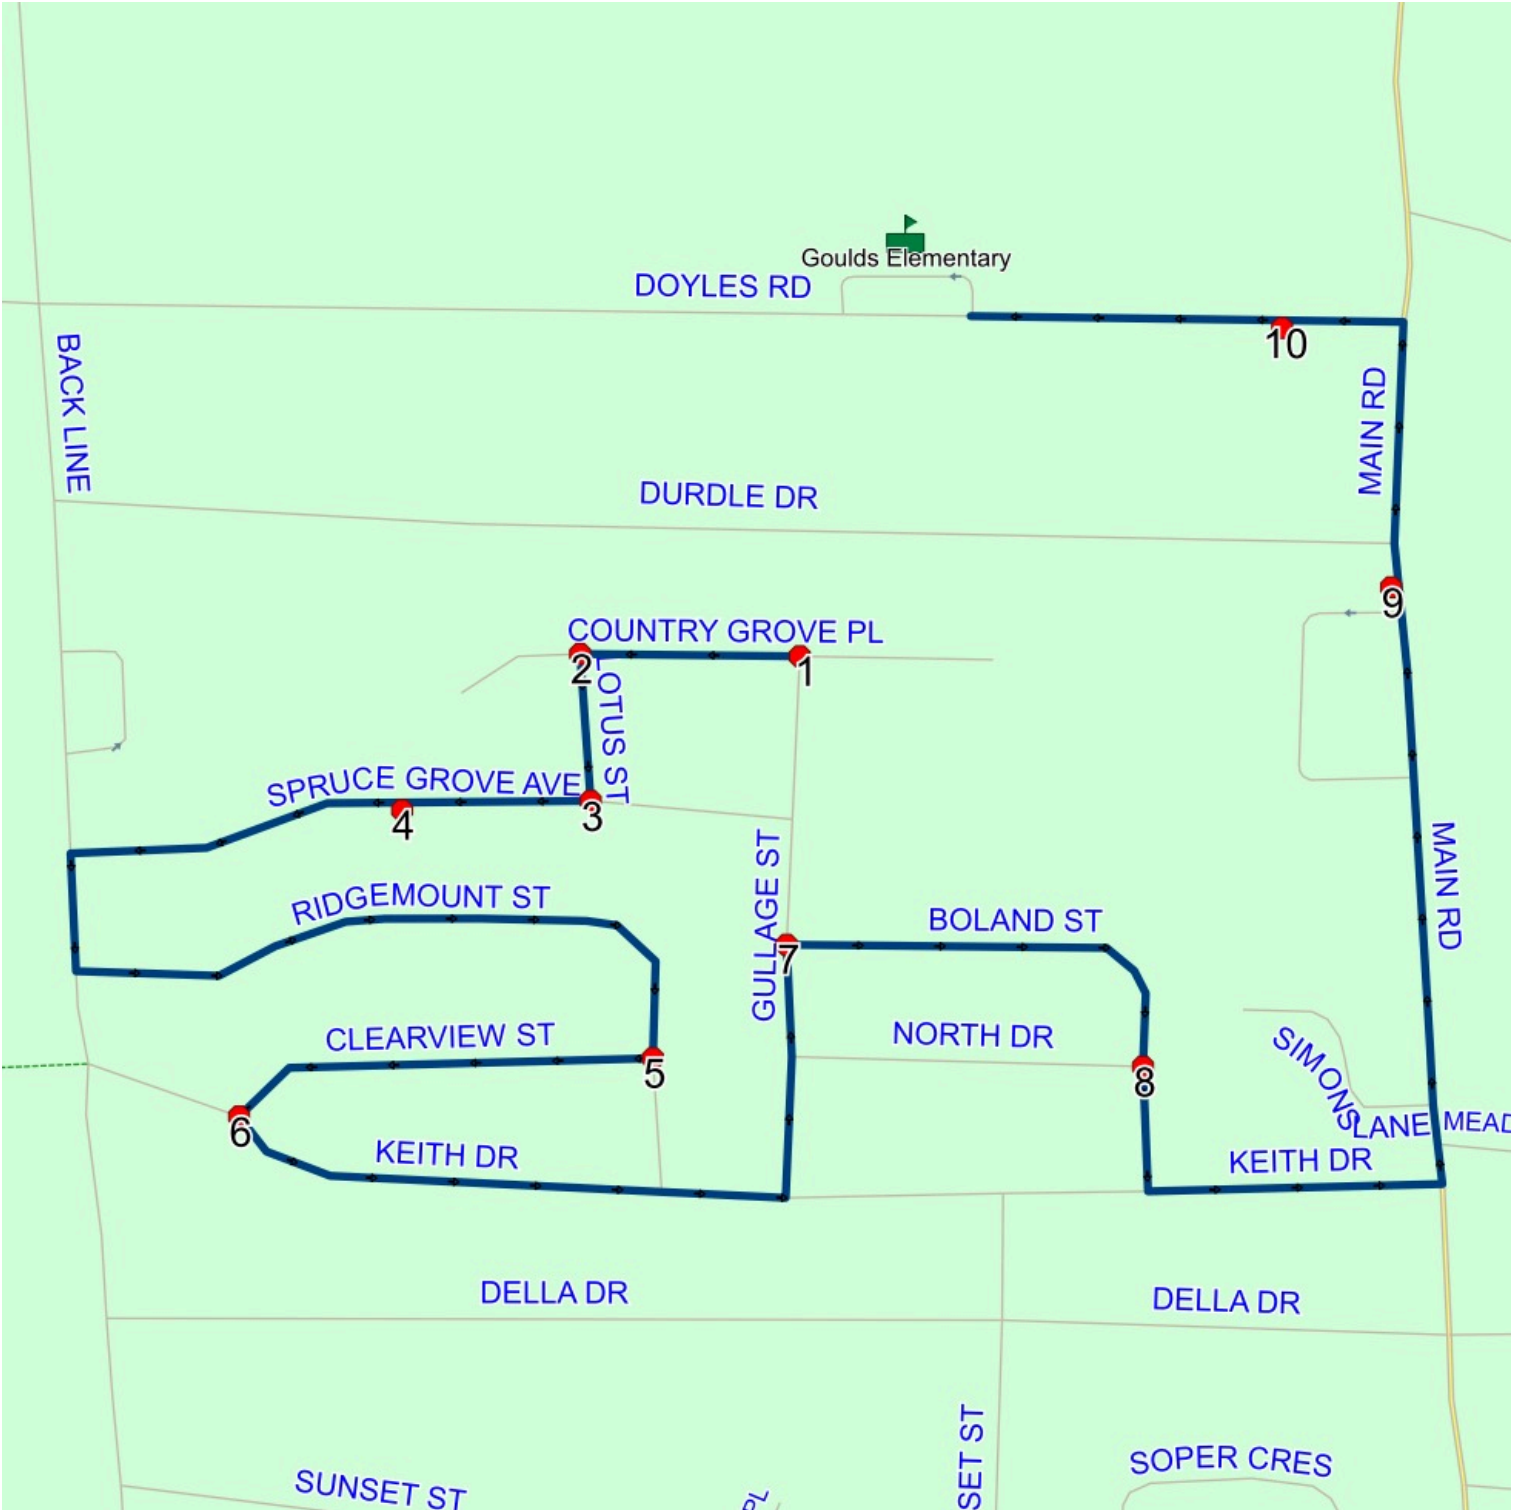 Goulds Elementary
DOYLES RD
10
BACK LINE
MAIN RD
DURDLE DR
9
COUNTRY GROVE PL
2
1
LOTUS ST
SPRUCE GROVE AVE
3
4
MAIN RD
GULLAGE ST
RIDGEMOUNT ST
BOLAND ST
7
CLEARVIEW ST
NORTH DR
5
8
SIMONS
LANE
MEAD
6
KEITH DR
KEITH DR
DELLA DR
DELLA DR
SET ST
SOPER CRES
SUNSET ST
PL